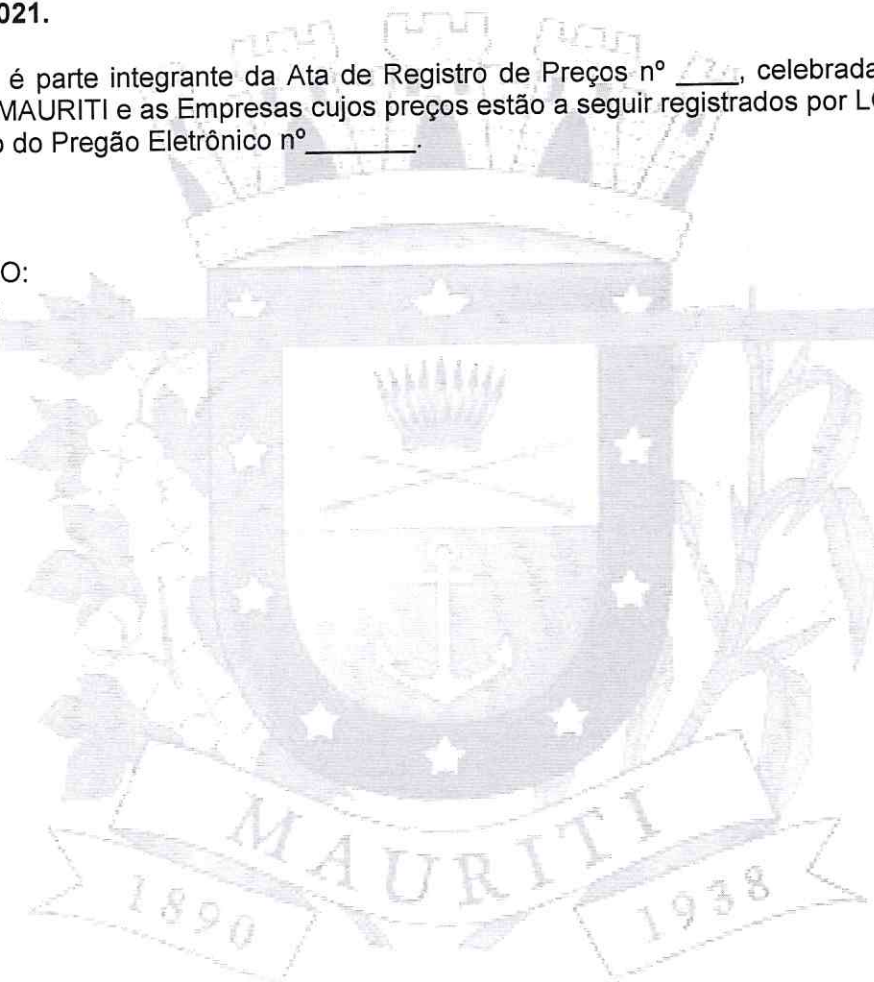 021.
é parte integrante da Ata de Registro de Preços nº ____, celebrada
MAURITI e as Empresas cujos preços estão a seguir registrados por
do Pregão Eletrônico nº________.
O:
MAURITI
1890
1938